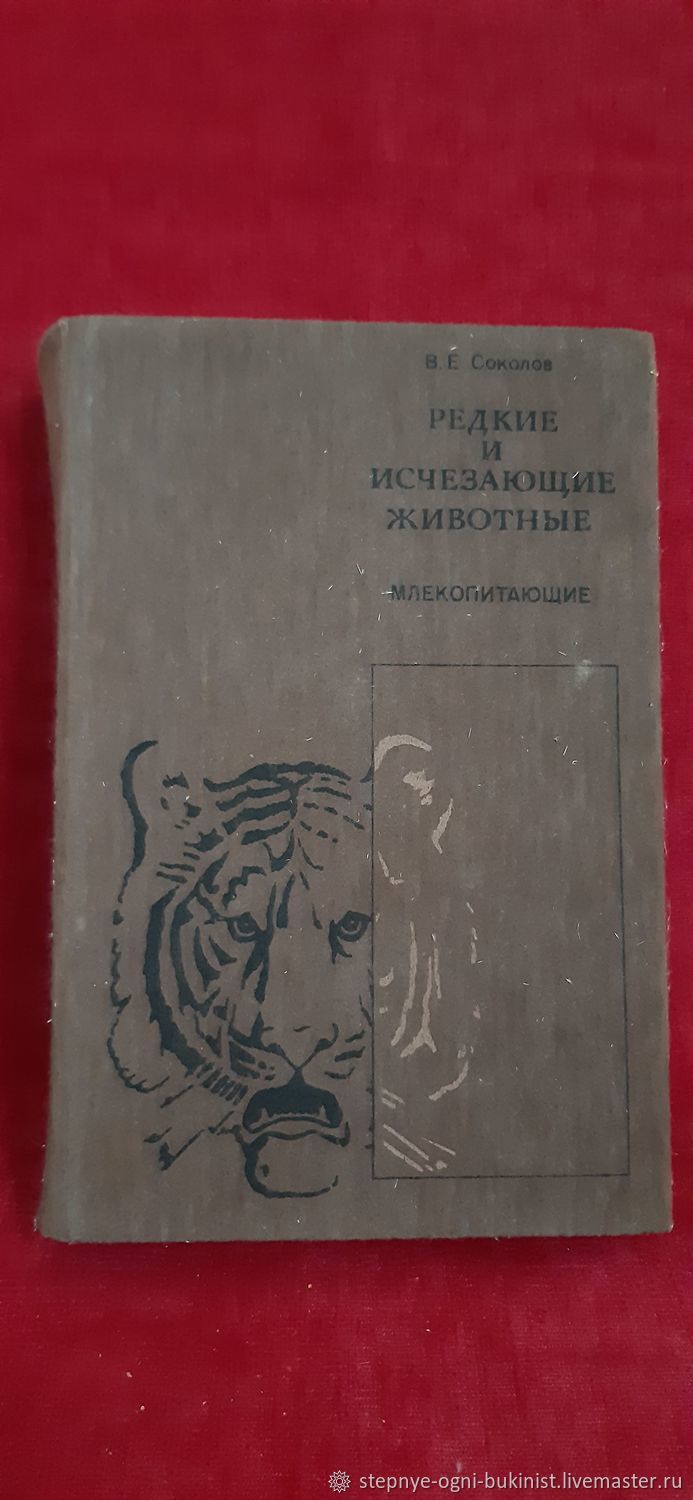 В. Е Соколов
РЕДКИЕ
И
ИСЧЕЗАЮЩИЕ
ЖИВОТНЫЕ
МЛЕКОПИТАЮЩИЕ
stepnye-ogni-bukinist.livemaster.ru